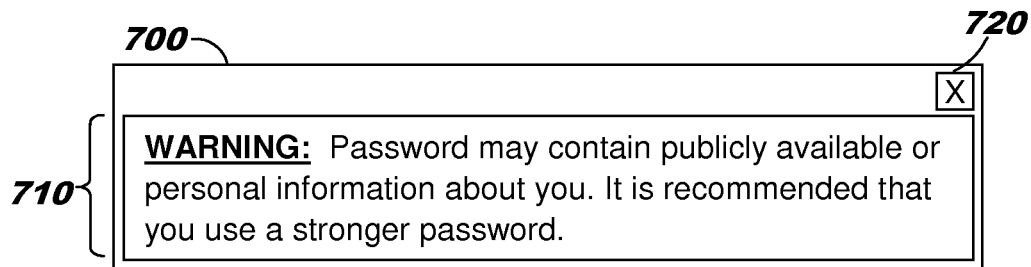 700
720
X
WARNING: Password may contain publicly available or
710 personal information about you. It is recommended that
you use a stronger password.